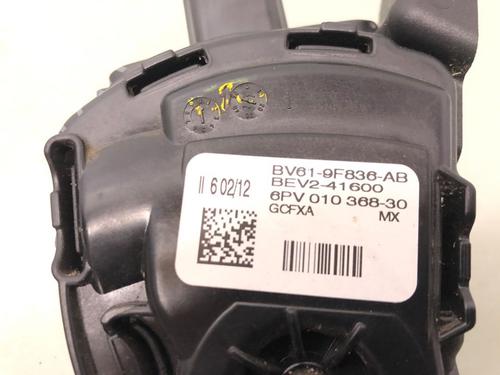 BV61-9F836-AB
BEV2-41600
6PV 010 368-30
GCFXA MX
II 6 02/12